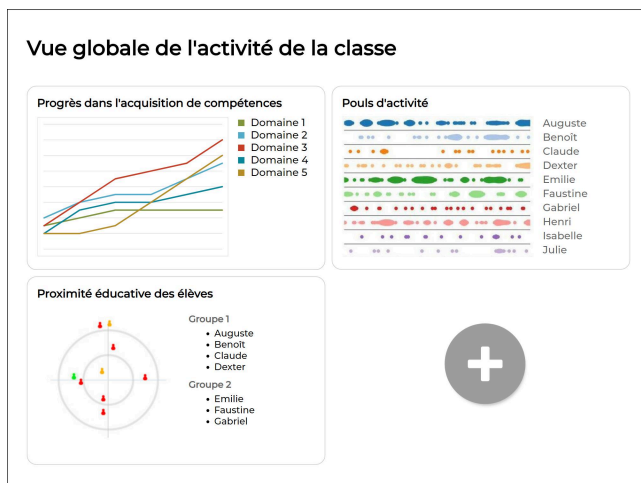 Vue globale de l'activité de la classe
Progrès dans l'acquisition de compétences
Domaine 1
Domaine 2
Domaine 3
Domaine 4
Domaine 5
Pouls d'activité
Auguste
Benoît
Claude
Dexter
Emilie
Faustine
Gabriel
Henri
Isabelle
Julie
Proximité éducative des élèves
Groupe 1
• Auguste
• Benoît
• Claude
• Dexter
Groupe 2
• Emilie
• Faustine
• Gabriel